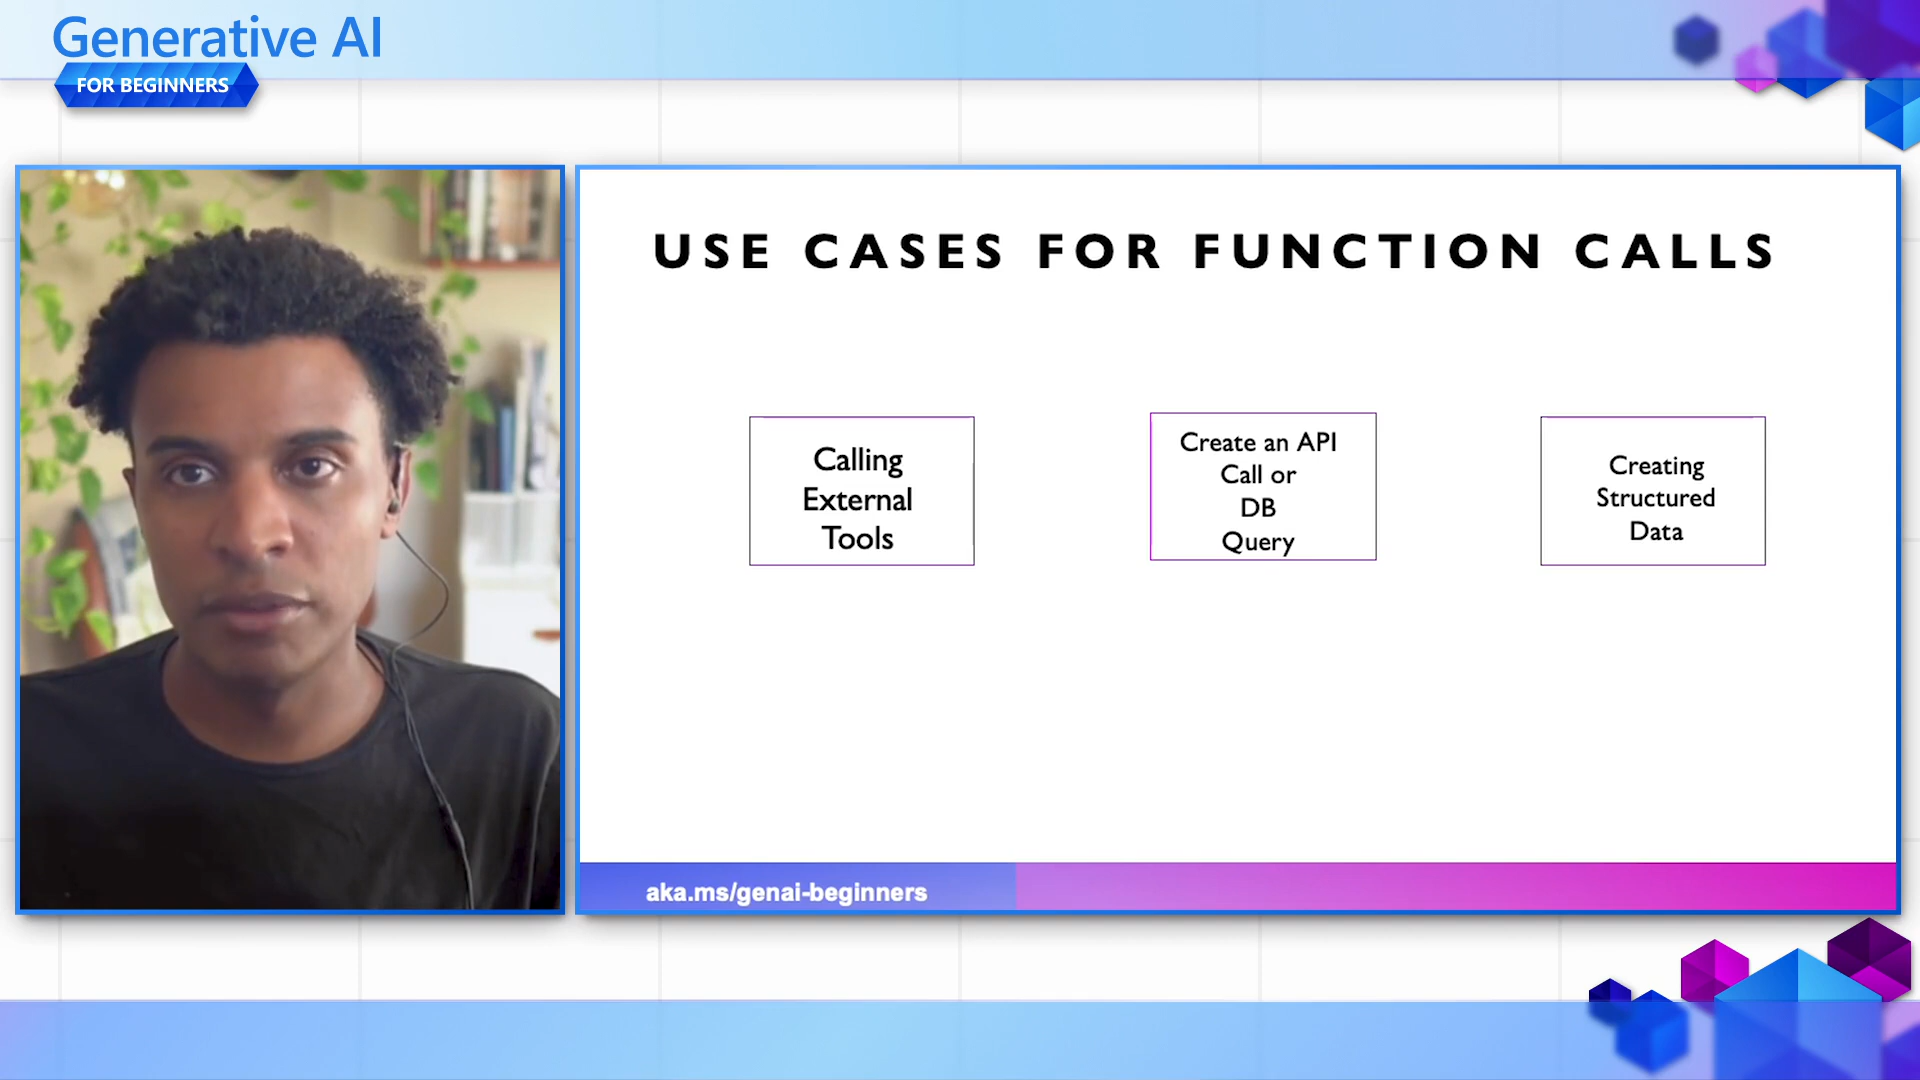 Generative AI
FOR BEGINNERS
USE CASES FOR FUNCTION CALLS
Calling
External
Tools
Create an API
Call or
DB
Query
Creating
Structured
Data
aka.ms/genai-beginners